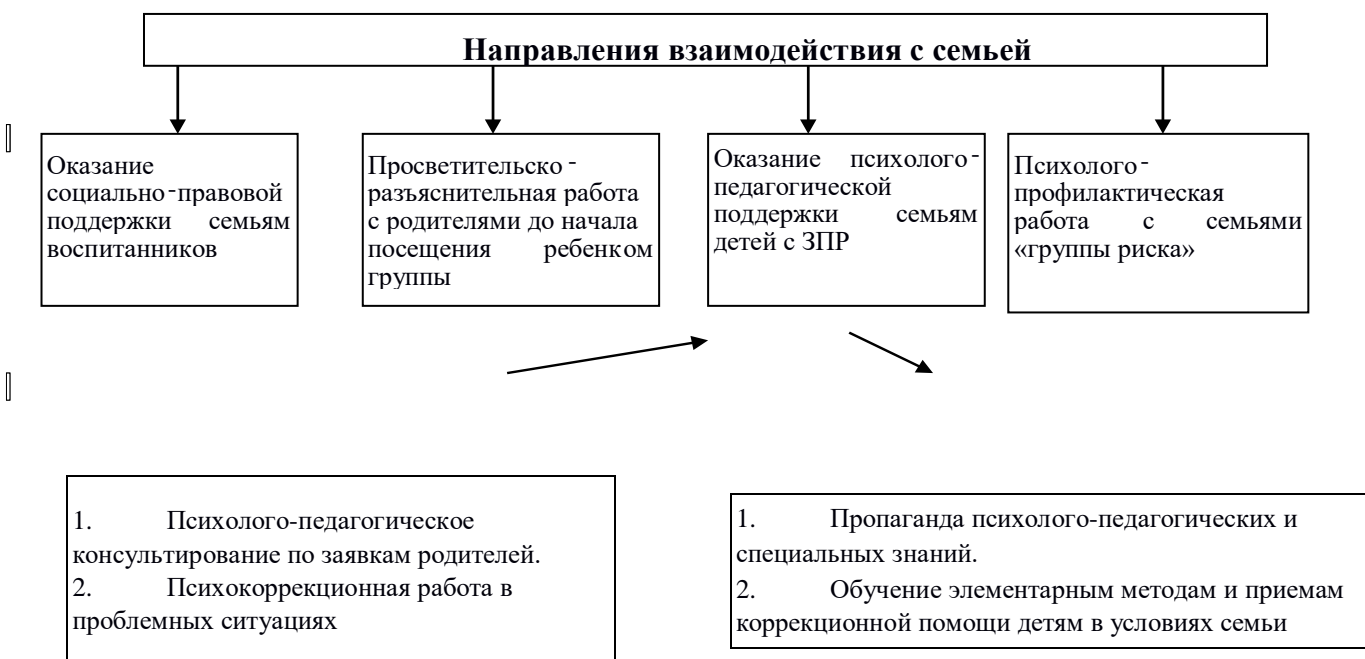 Направления взаимодействия с семьей
Оказание
социально-правовой
поддержки семьям
воспитанников
Просветительско-
разъяснительная работа
с родителями до начала
посещения ребенком
группы
Оказание психолого-
педагогической
поддержки семьям
детей с ЗПР
Психолого-
профилактическая
работа с семьями
«группы риска»
1. Психолого-педагогическое
консультирование по заявкам родителей.
2. Психокоррекционная работа в
проблемных ситуациях
1. Пропаганда психолого-педагогических и
специальных знаний.
2. Обучение элементарным методам и приемам
коррекционной помощи детям в условиях семьи